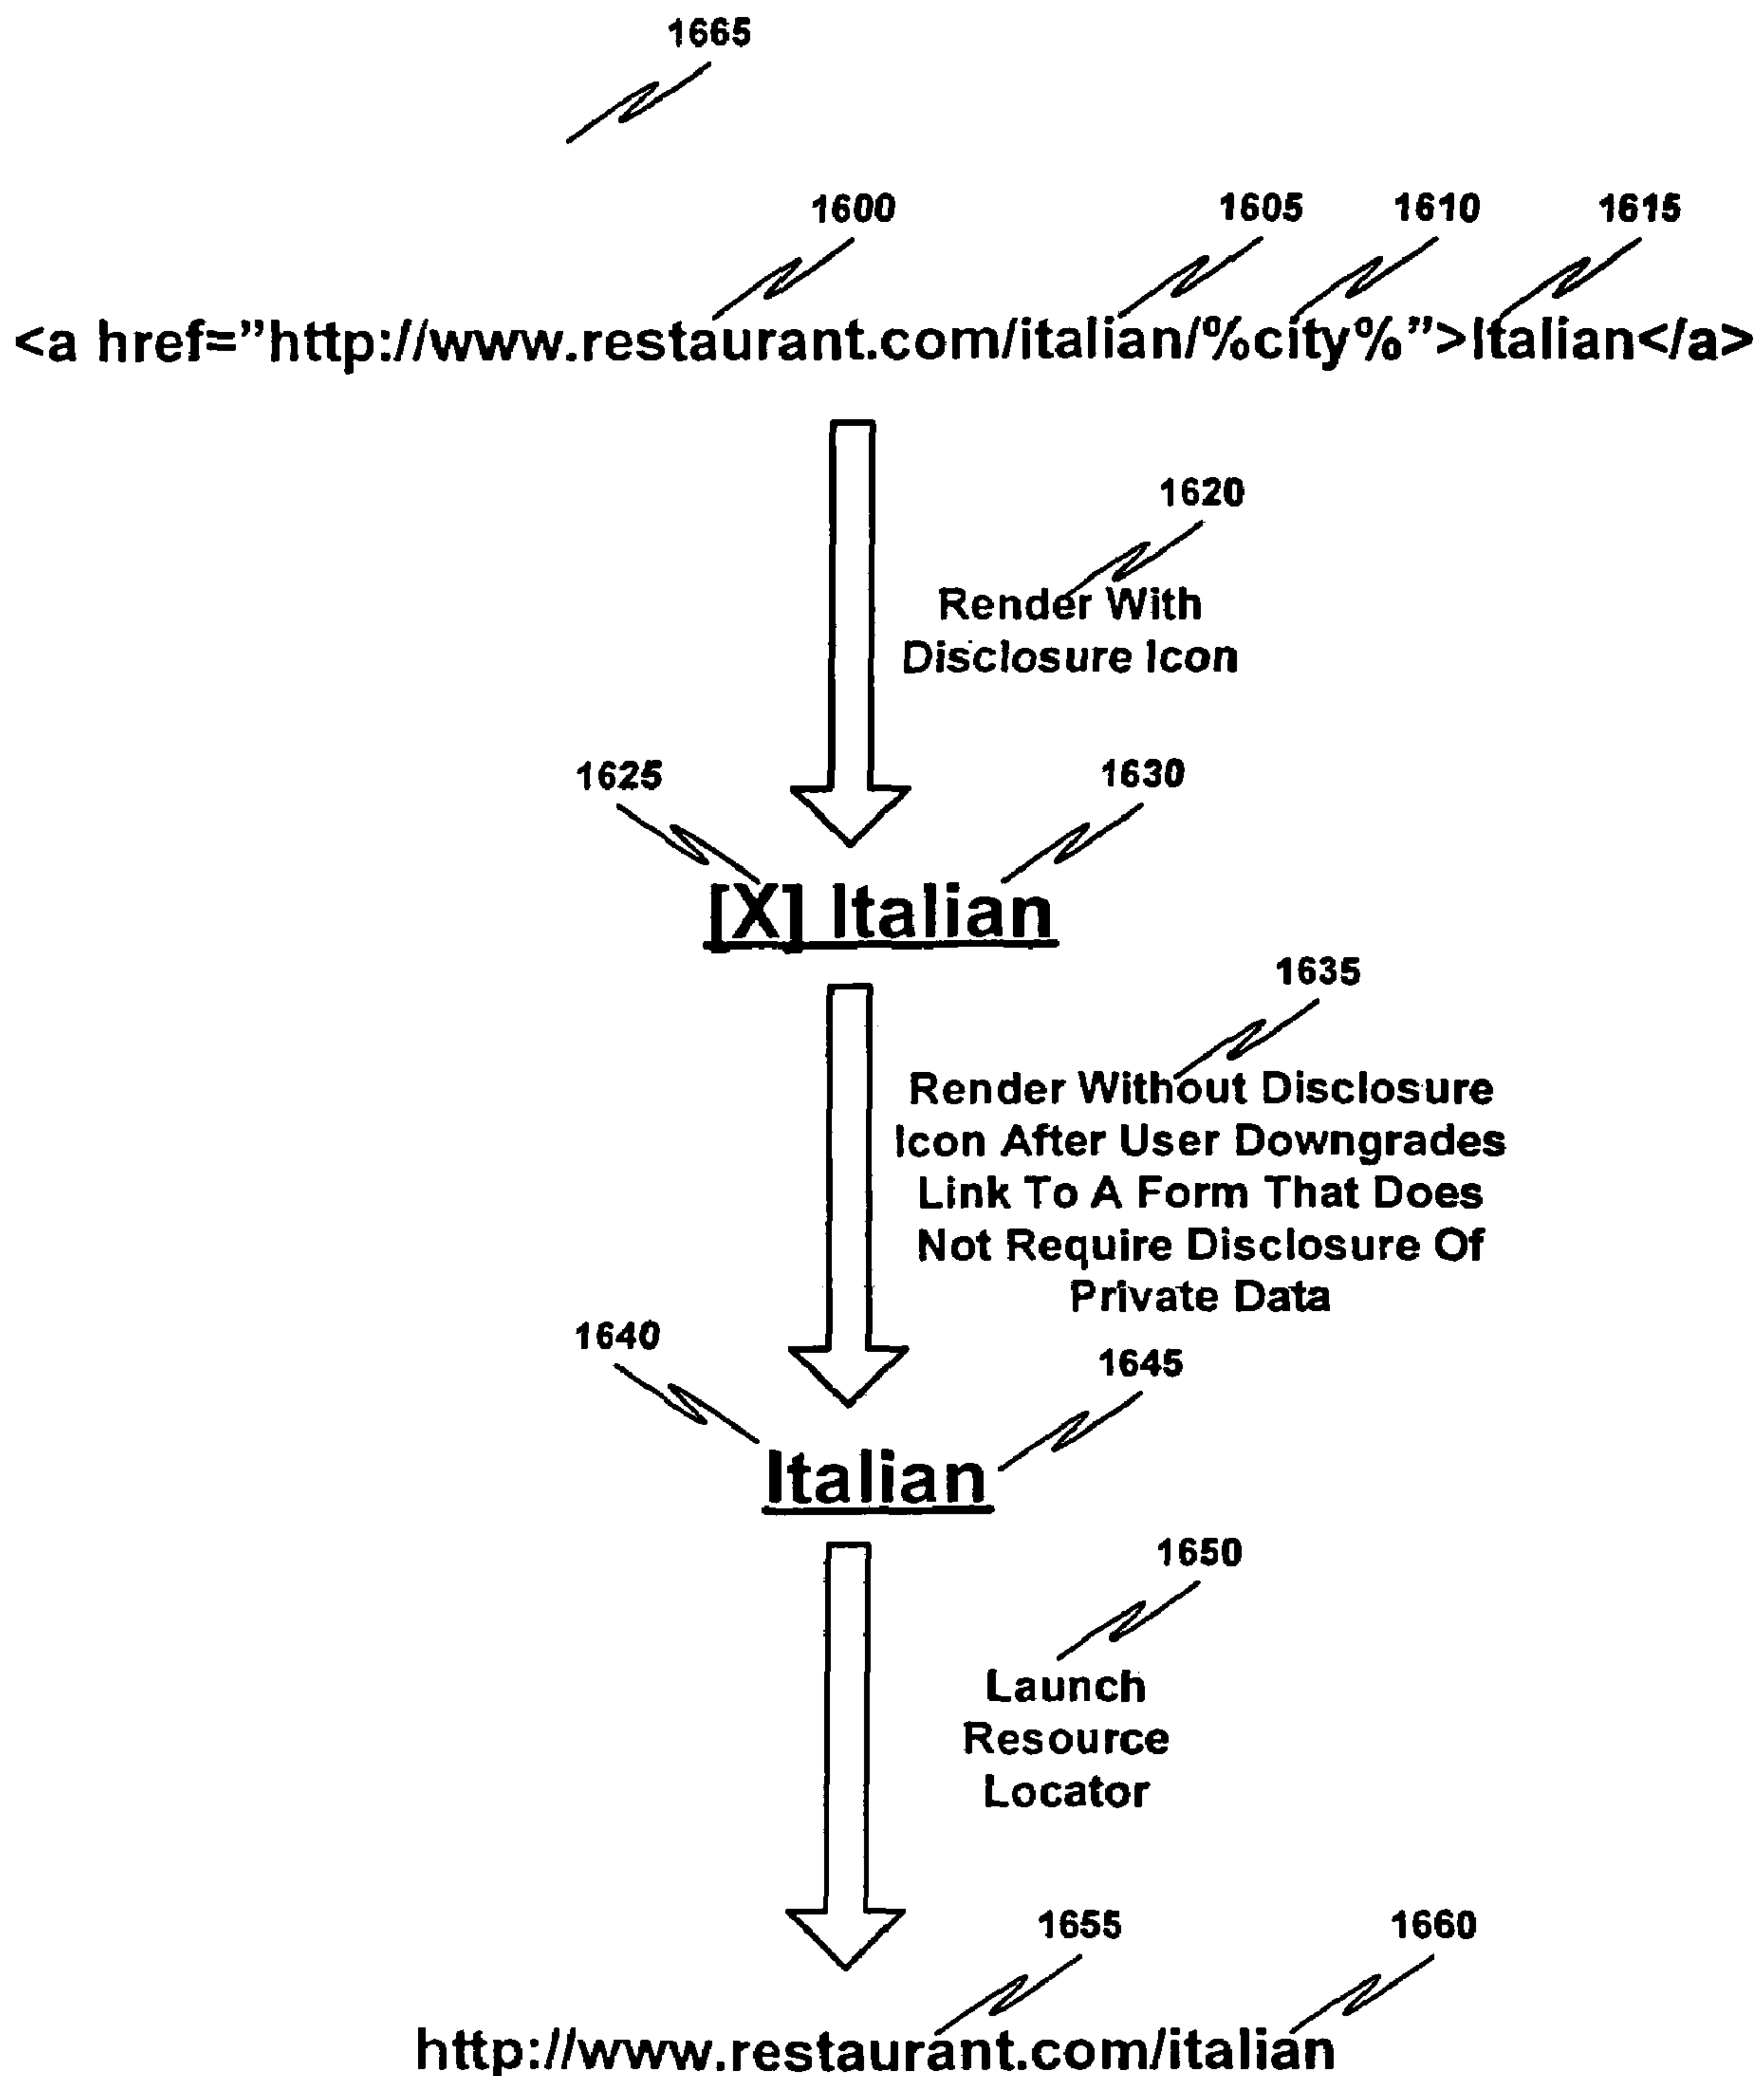 1665
1600 1605 1610 1615
<a href=”http://www.restaurant.com/italian/%city%”>Italian</a>
1620
Render With
Disclosure Icon
1625 1630
[X] Italian
1635
Render Without Disclosure
Icon After User Downgrades
Link To A Form That Does
Not Require Disclosure Of
Private Data
1640 1645
Italian
1650
Launch
Resource
Locator
1655 1660
http://www.restaurant.com/italian